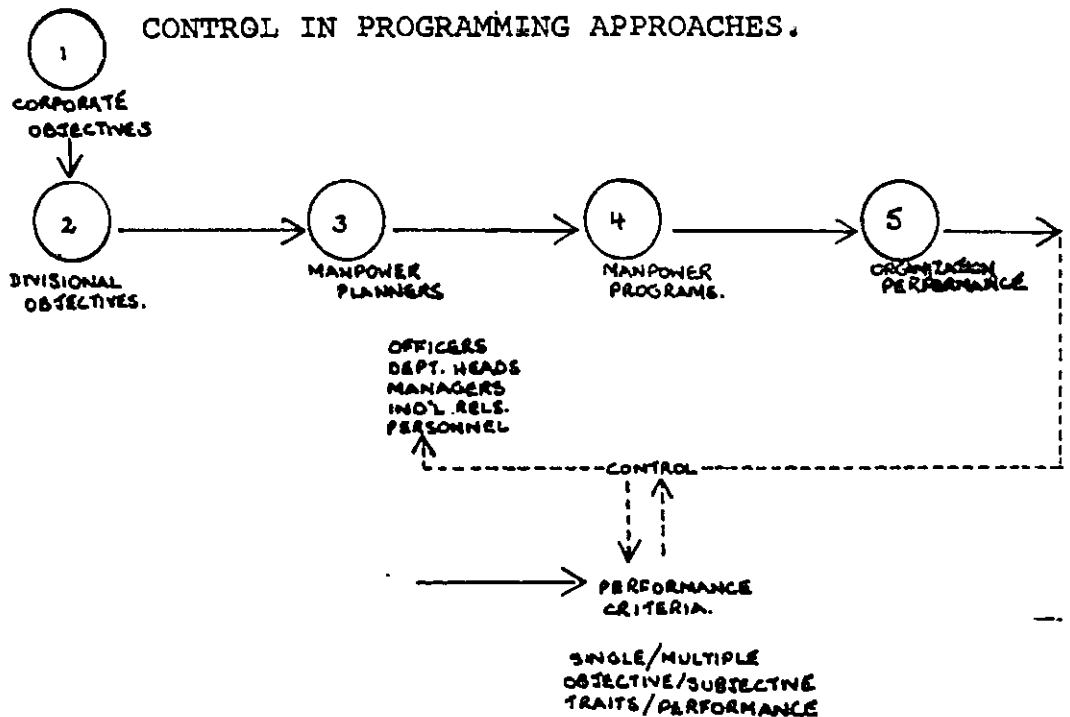 CONTROL IN PROGRAMMING APPROACHES.
1
CORPORATE
OBJECTIVES
2
3
4
5
DIVISIONAL
OBJECTIVES.
MANPOWER
PLANNERS
MANPOWER
PROGRAMS.
ORGANIZATION
PERFORMANCE
OFFICERS
DEPT. HEADS
MANAGERS
IND'L. RELS.
PERSONNEL
CONTROL
PERFORMANCE
CRITERIA.
SINGLE/MULTIPLE
OBJECTIVE/SUBJECTIVE
TRAITS/PERFORMANCE